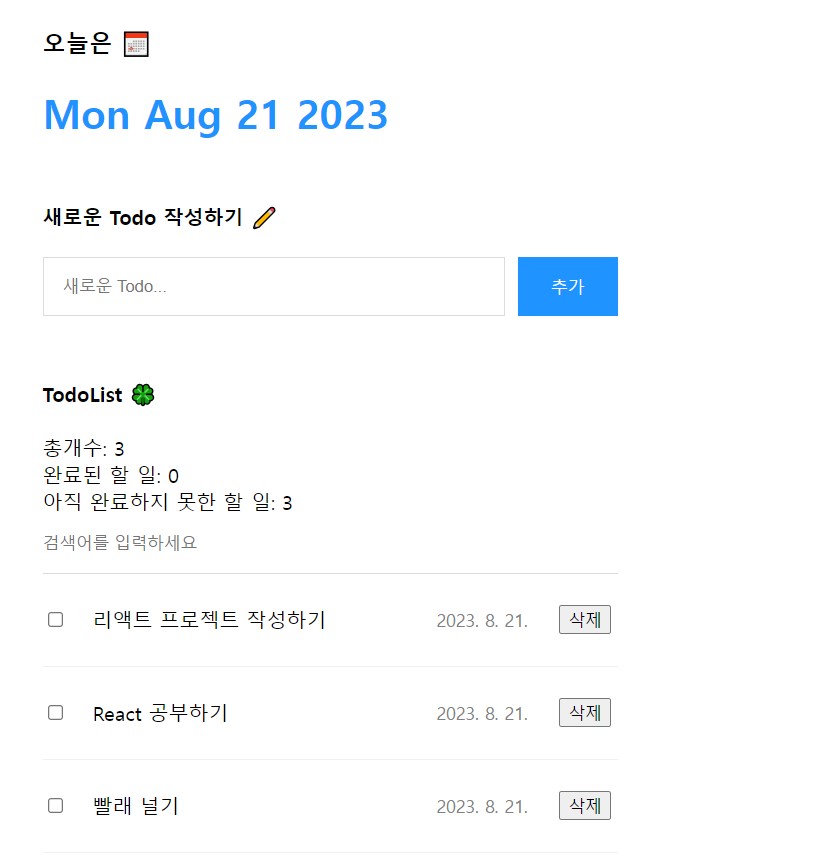 오늘은 📅
Mon Aug 21 2023
새로운 Todo 작성하기 ✏️
새로운 Todo...
추가
TodoList 🍀
총개수: 3
완료된 할 일: 0
아직 완료하지 못한 할 일: 3
검색어를 입력하세요
리액트 프로젝트 작성하기 2023. 8. 21. 삭제
React 공부하기 2023. 8. 21. 삭제
빨래 널기 2023. 8. 21. 삭제